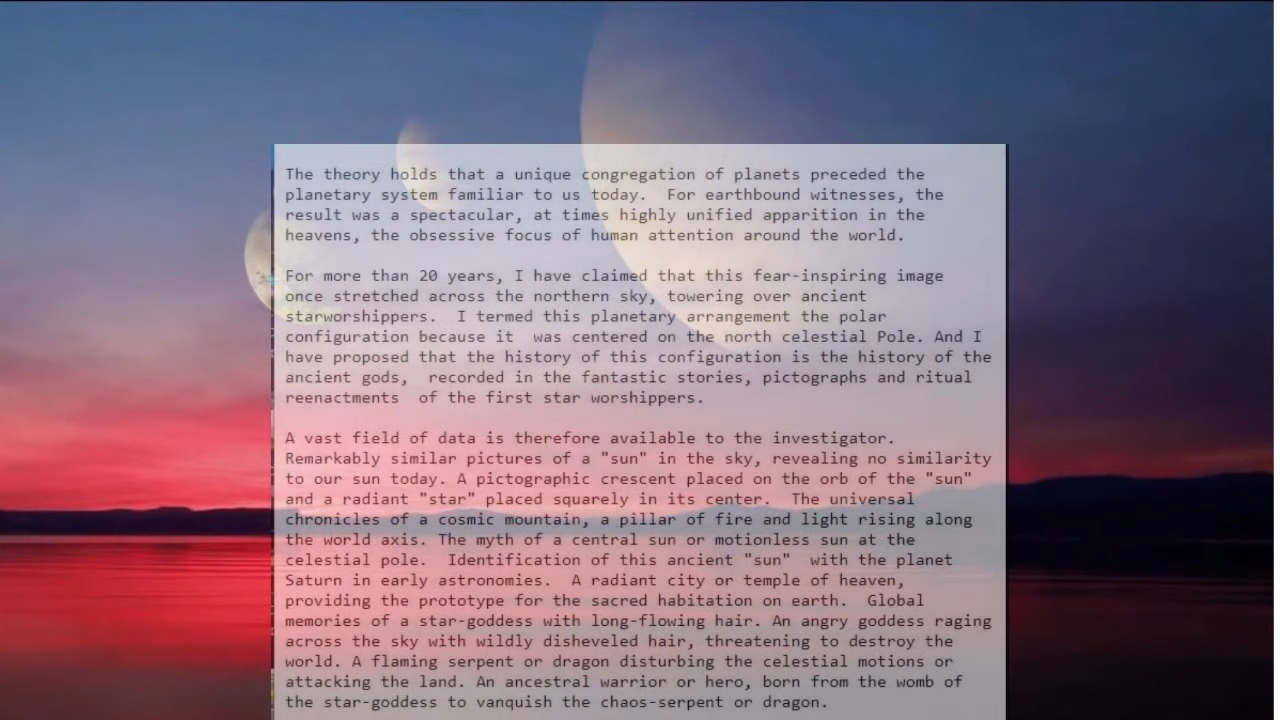 The theory holds that a unique congregation of planets preceded the
planetary system familiar to us today.  For earthbound witnesses, the
result was a spectacular, at times highly unified apparition in the
heavens, the obsessive focus of human attention around the world.
For more than 20 years, I have claimed that this fear-inspiring image
once stretched across the northern sky, towering over ancient
starworshippers.  I termed this planetary arrangement the polar
configuration because it  was centered on the north celestial Pole. And I
have proposed that the history of this configuration is the history of the
ancient gods,  recorded in the fantastic stories, pictographs and ritual
reenactments  of the first star worshippers.
A vast field of data is therefore available to the investigator.
Remarkably similar pictures of a "sun" in the sky, revealing no similarity
to our sun today. A pictographic crescent placed on the orb of the "sun"
and a radiant "star" placed squarely in its center.  The universal
chronicles of a cosmic mountain, a pillar of fire and light rising along
the world axis. The myth of a central sun or motionless sun at the
celestial pole.  Identification of this ancient "sun"  with the planet
Saturn in early astronomies.  A radiant city or temple of heaven,
providing the prototype for the sacred habitation on earth.  Global
memories of a star-goddess with long-flowing hair. An angry goddess raging
across the sky with wildly disheveled hair, threatening to destroy the
world. A flaming serpent or dragon disturbing the celestial motions or
attacking the land. An ancestral warrior or hero, born from the womb of
the star-goddess to vanquish the chaos-serpent or dragon.